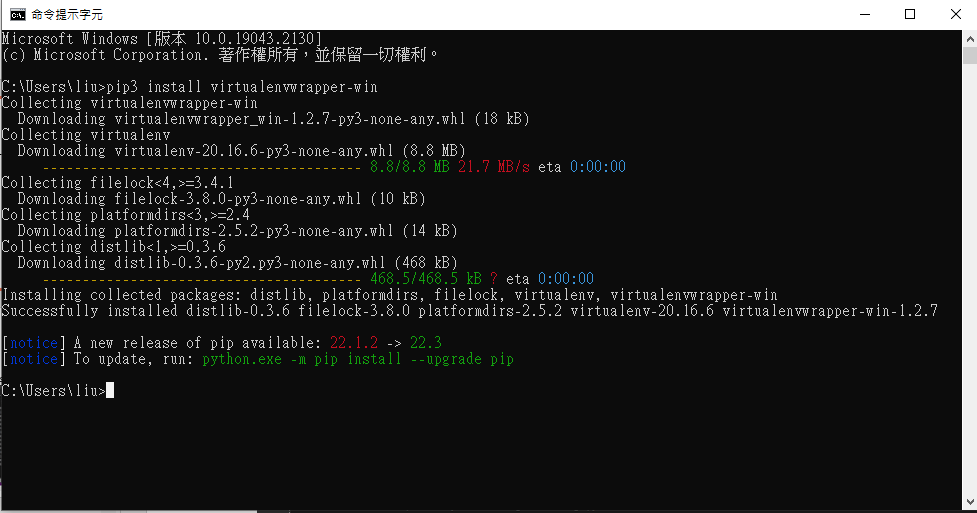 命令提示字元
Microsoft Windows [版本 10.0.19043.2130]
(c) Microsoft Corporation. 著作權所有，並保留一切權利。
C:\Users\liu>pip3 install virtualenvwrapper-win
Collecting virtualenvwrapper-win
  Downloading virtualenvwrapper_win-1.2.7-py3-none-any.whl (18 kB)
Collecting virtualenv
  Downloading virtualenv-20.16.6-py3-none-any.whl (8.8 MB)
     ---------------------------------------- 8.8/8.8 MB 21.7 MB/s eta 0:00:00
Collecting filelock<4,>=3.4.1
  Downloading filelock-3.8.0-py3-none-any.whl (10 kB)
Collecting platformdirs<3,>=2.4
  Downloading platformdirs-2.5.2-py3-none-any.whl (14 kB)
Collecting distlib<1,>=0.3.6
  Downloading distlib-0.3.6-py2.py3-none-any.whl (468 kB)
     ---------------------------------------- 468.5/468.5 kB ? eta 0:00:00
Installing collected packages: distlib, platformdirs, filelock, virtualenv, virtualenvwrapper-win
Successfully installed distlib-0.3.6 filelock-3.8.0 platformdirs-2.5.2 virtualenv-20.16.6 virtualenvwrapper-win-1.2.7
[notice] A new release of pip available: 22.1.2 -> 22.3
[notice] To update, run: python.exe -m pip install --upgrade pip
C:\Users\liu>